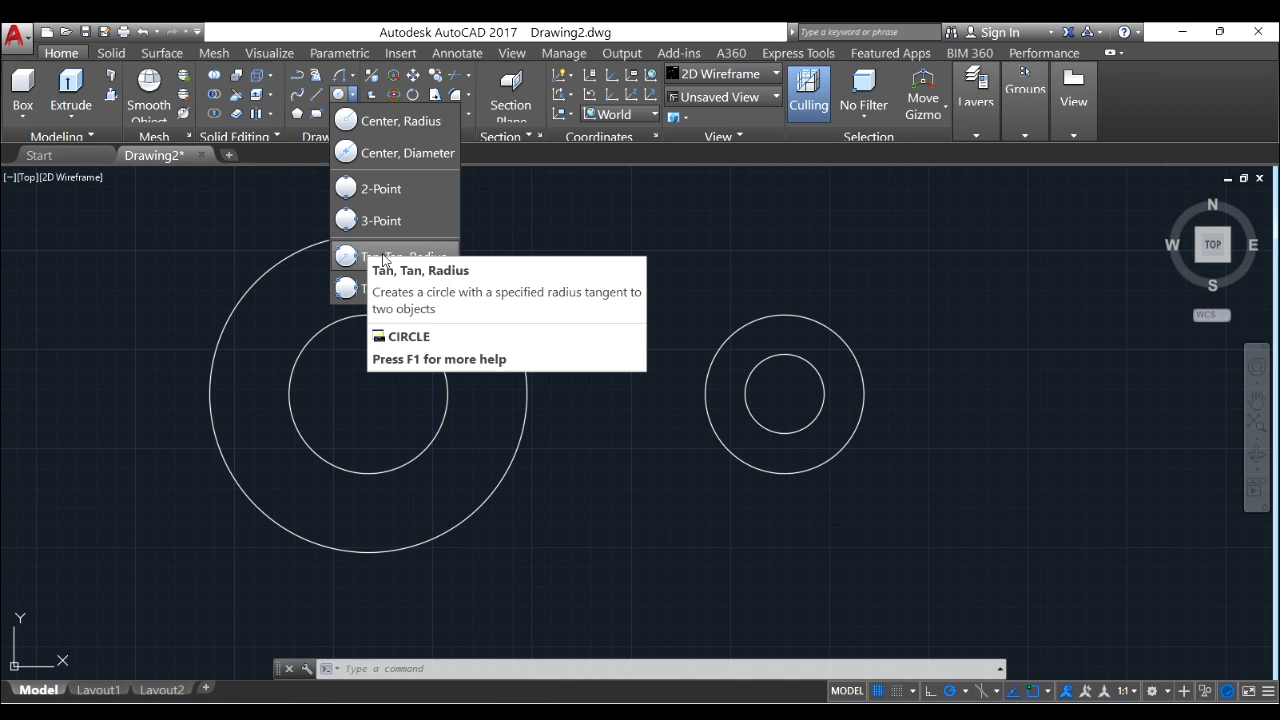 Autodesk AutoCAD 2017 Drawing2.dwg
Type a keyword or phrase
Sign In
Home Solid Surface Mesh Visualize Parametric Insert Annotate View Manage Output Add-ins A360 Express Tools Featured Apps BIM 360 Performance
Box
Extrude
Smooth
Object
Section
Plane
2D Wireframe
Unsaved View
World
Culling
No Filter
Move
Gizmo
Layers
Groups
View
Modeling
Mesh
Solid Editing
Draw
Section
Coordinates
View
Selection
Start
Drawing2*
[−][Top][2D Wireframe]
Center, Radius
Center, Diameter
2-Point
3-Point
Tan, Tan, Radius
Tan, Tan, Radius
Creates a circle with a specified radius tangent to
two objects
CIRCLE
Press F1 for more help
N
W
TOP
E
S
WCS
Y
X
Type a command
Model
Layout1
Layout2
MODEL
1:1